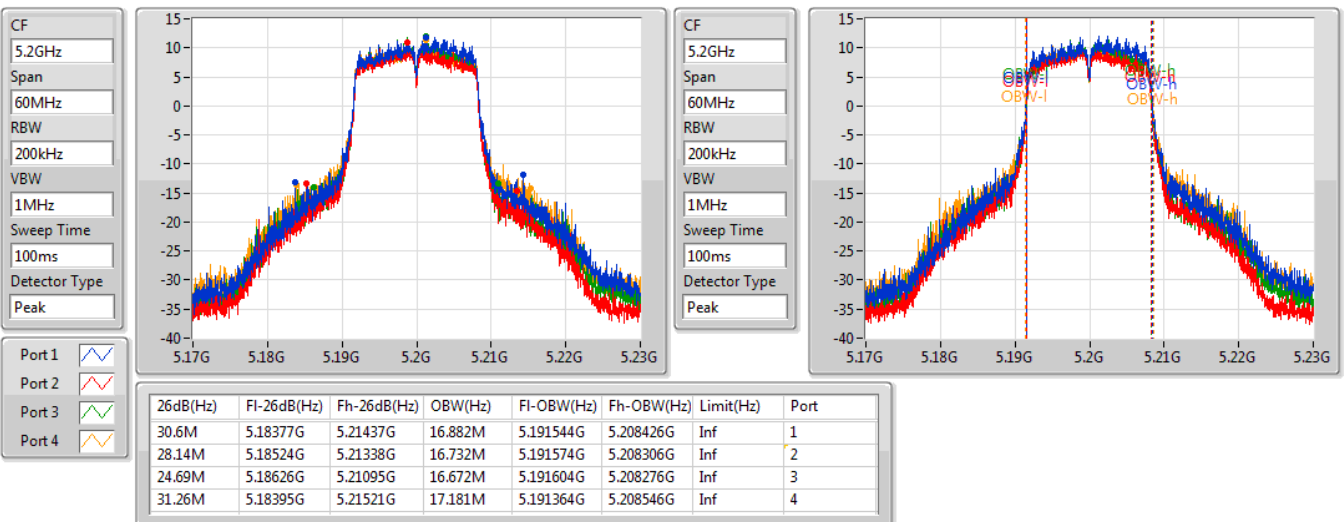 CF
5.2GHz
Span
60MHz
RBW
200kHz
VBW
1MHz
Sweep Time
100ms
Detector Type
Peak
15
10
5
0
-5
-10
-15
-20
-25
-30
-35
-40
5.17G 5.18G 5.19G 5.2G 5.21G 5.22G 5.23G
CF
5.2GHz
Span
60MHz
RBW
200kHz
VBW
1MHz
Sweep Time
100ms
Detector Type
Peak
15
10
5
0
-5
-10
-15
-20
-25
-30
-35
-40
OBW-l
OBW-h
OBW-h
OBW-l
OBW-h
5.17G 5.18G 5.19G 5.2G 5.21G 5.22G 5.23G
Port 1
Port 2
Port 3
Port 4
26dB(Hz) Fl-26dB(Hz) Fh-26dB(Hz) OBW(Hz) Fl-OBW(Hz) Fh-OBW(Hz) Limit(Hz) Port
30.6M 5.18377G 5.21437G 16.882M 5.191544G 5.208426G Inf 1
28.14M 5.18524G 5.21338G 16.732M 5.191574G 5.208306G Inf 2
24.69M 5.18626G 5.21095G 16.672M 5.191604G 5.208276G Inf 3
31.26M 5.18395G 5.21521G 17.181M 5.191364G 5.208546G Inf 4